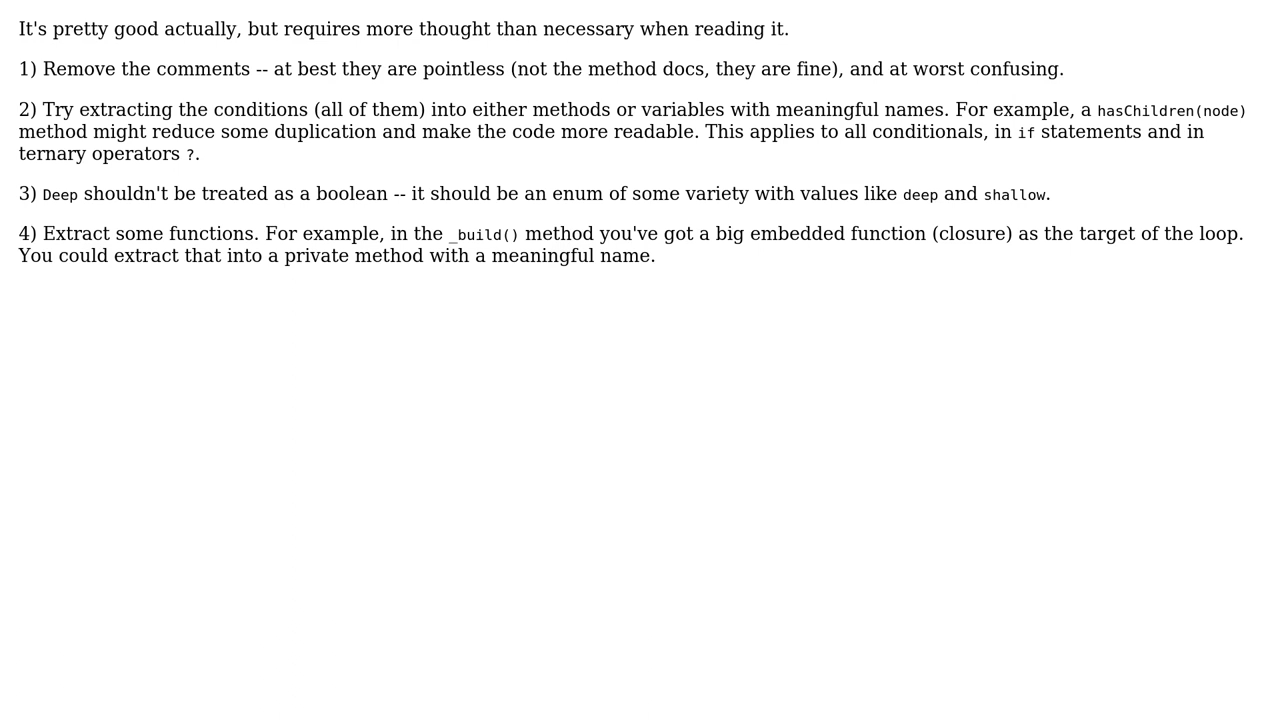 It's pretty good actually, but requires more thought than necessary when reading it.
1) Remove the comments -- at best they are pointless (not the method docs, they are fine), and at worst confusing.
2) Try extracting the conditions (all of them) into either methods or variables with meaningful names. For example, a hasChildren(node)
method might reduce some duplication and make the code more readable. This applies to all conditionals, in if statements and in
ternary operators ?.
3) Deep shouldn't be treated as a boolean -- it should be an enum of some variety with values like deep and shallow.
4) Extract some functions. For example, in the _build() method you've got a big embedded function (closure) as the target of the loop.
You could extract that into a private method with a meaningful name.